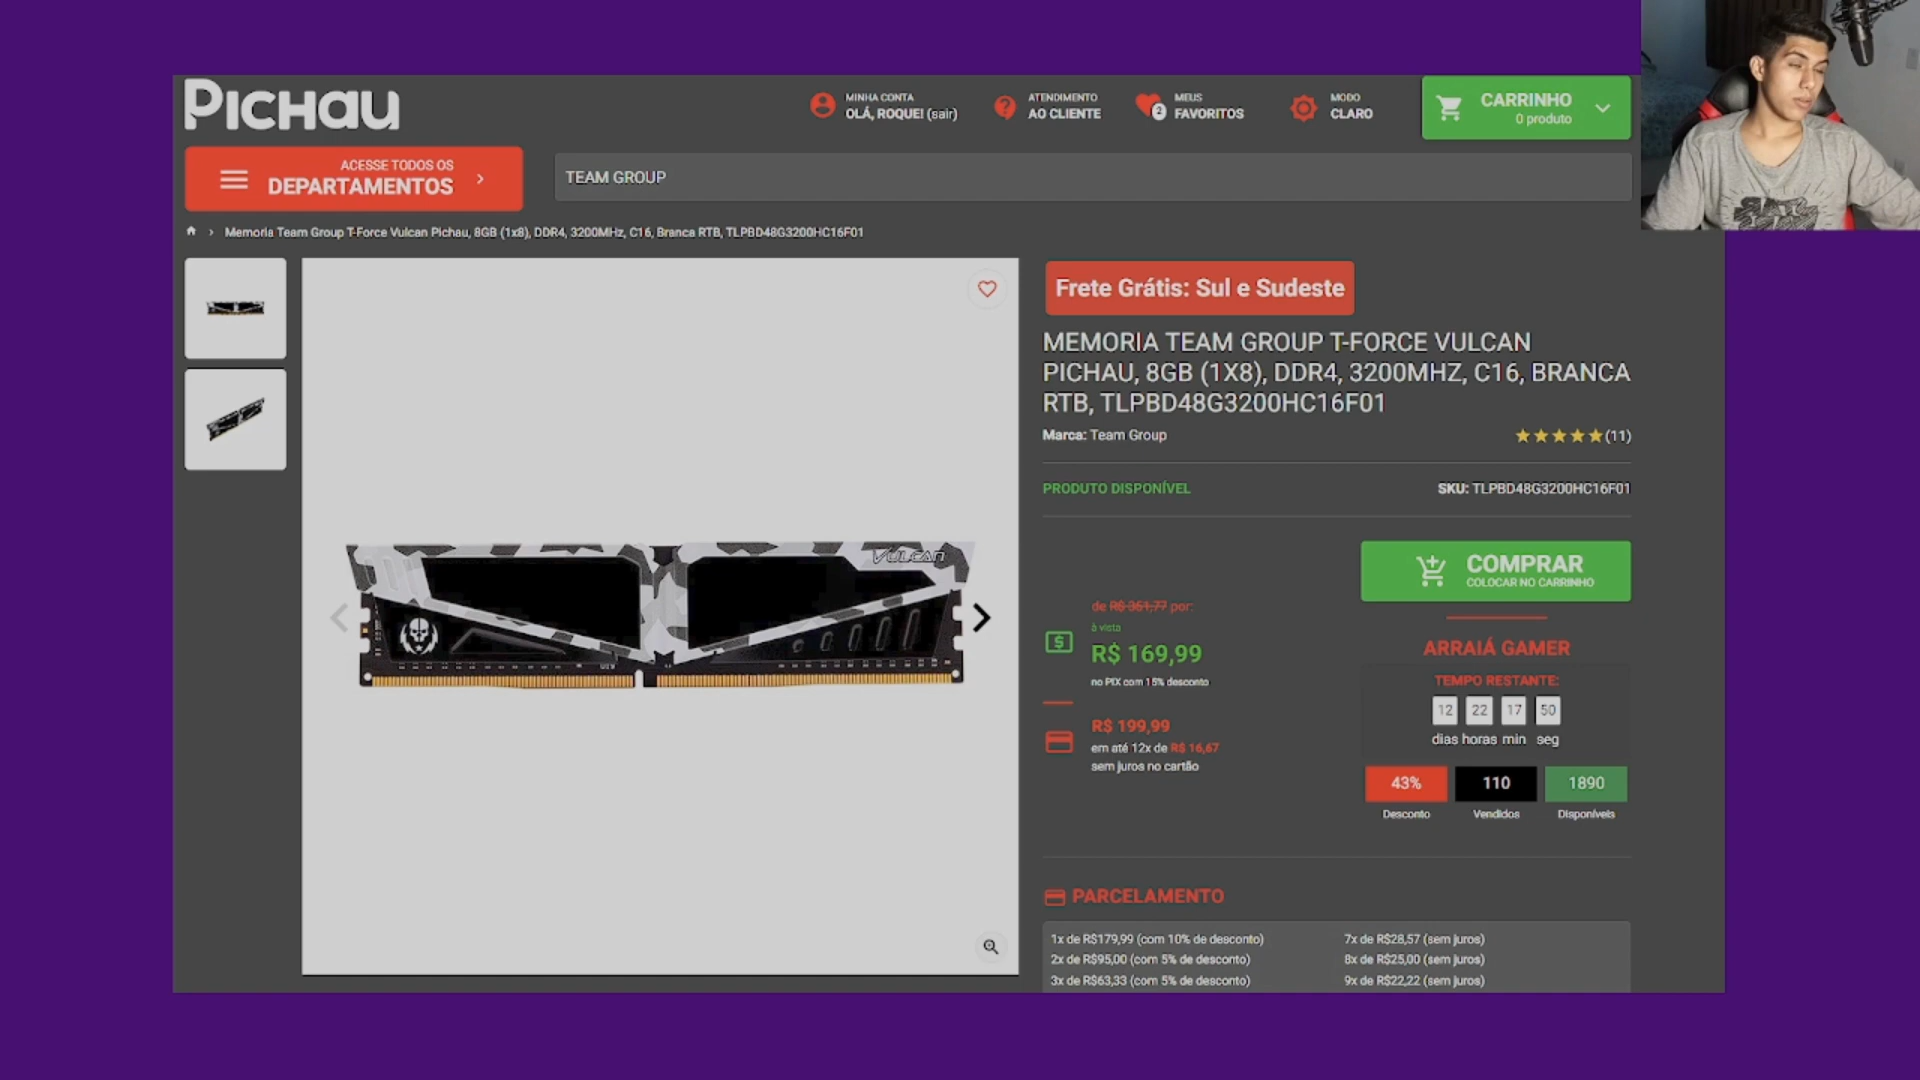 PICHAU
MINHA CONTA
OLÁ, ROQUE! (sair)
ATENDIMENTO
AO CLIENTE
2
MEUS
FAVORITOS
MODO
CLARO
CARRINHO
0 produto
ACESSE TODOS OS
DEPARTAMENTOS
TEAM GROUP
Memoria Team Group T-Force Vulcan Pichau, 8GB (1x8), DDR4, 3200MHz, C16, Branca RTB, TLPBD48G3200HC16F01
Frete Grátis: Sul e Sudeste
MEMORIA TEAM GROUP T-FORCE VULCAN
PICHAU, 8GB (1X8), DDR4, 3200MHZ, C16, BRANCA
RTB, TLPBD48G3200HC16F01
Marca: Team Group
(11)
PRODUTO DISPONÍVEL
SKU: TLPBD48G3200HC16F01
VULCAN
COMPRAR
COLOCAR NO CARRINHO
de R$ 351,77 por:
à vista
R$ 169,99
no PIX com 15% desconto
R$ 199,99
em até 12x de R$ 16,67
sem juros no cartão
ARRAIÁ GAMER
TEMPO RESTANTE:
12 22 17 50
dias horas min seg
43% 110 1890
Desconto Vendidos Disponíveis
PARCELAMENTO
1x de R$179,99 (com 10% de desconto)
2x de R$95,00 (com 5% de desconto)
3x de R$63,33 (com 5% de desconto)
7x de R$28,57 (sem juros)
8x de R$25,00 (sem juros)
9x de R$22,22 (sem juros)